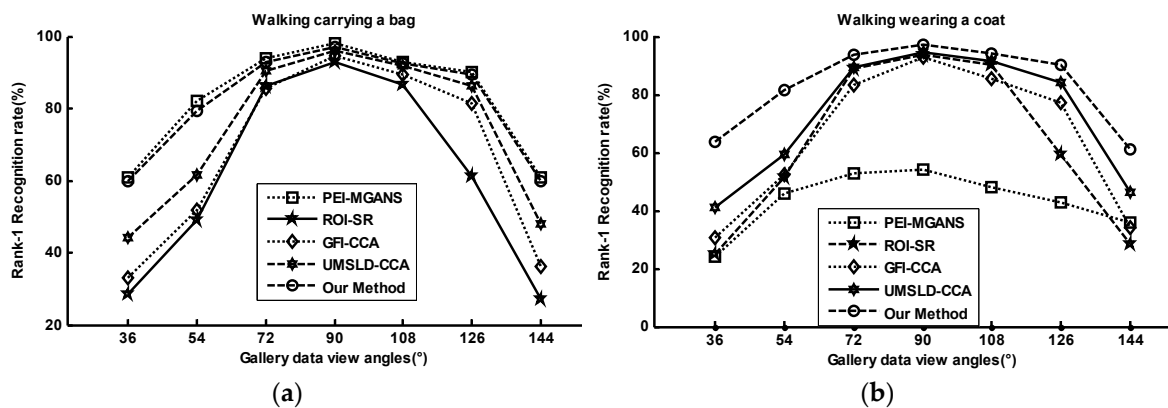 Walking carrying a bag
Rank-1 Recognition rate(%)
100
80
60
40
20
PEI-MGANS
ROI-SR
GFI-CCA
UMSLD-CCA
Our Method
36 54 72 90 108 126 144
Gallery data view angles(°)
(a)
Walking wearing a coat
Rank-1 Recognition rate(%)
100
80
60
40
20
0
PEI-MGANS
ROI-SR
GFI-CCA
UMSLD-CCA
Our Method
36 54 72 90 108 126 144
Gallery data view angles(°)
(b)